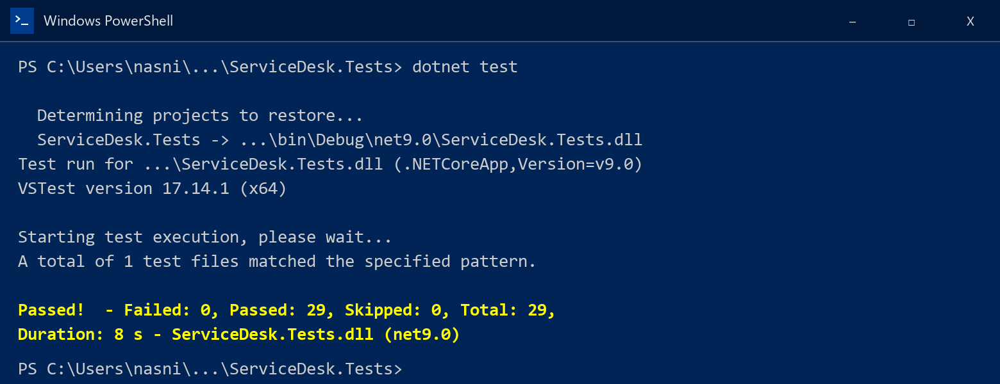 Windows PowerShell
PS C:\Users\nasni\...\ServiceDesk.Tests> dotnet test
Determining projects to restore...
ServiceDesk.Tests -> ...\bin\Debug\net9.0\ServiceDesk.Tests.dll
Test run for ...\ServiceDesk.Tests.dll (.NETCoreApp,Version=v9.0)
VSTest version 17.14.1 (x64)
Starting test execution, please wait...
A total of 1 test files matched the specified pattern.
Passed!  - Failed: 0, Passed: 29, Skipped: 0, Total: 29,
Duration: 8 s - ServiceDesk.Tests.dll (net9.0)
PS C:\Users\nasni\...\ServiceDesk.Tests>